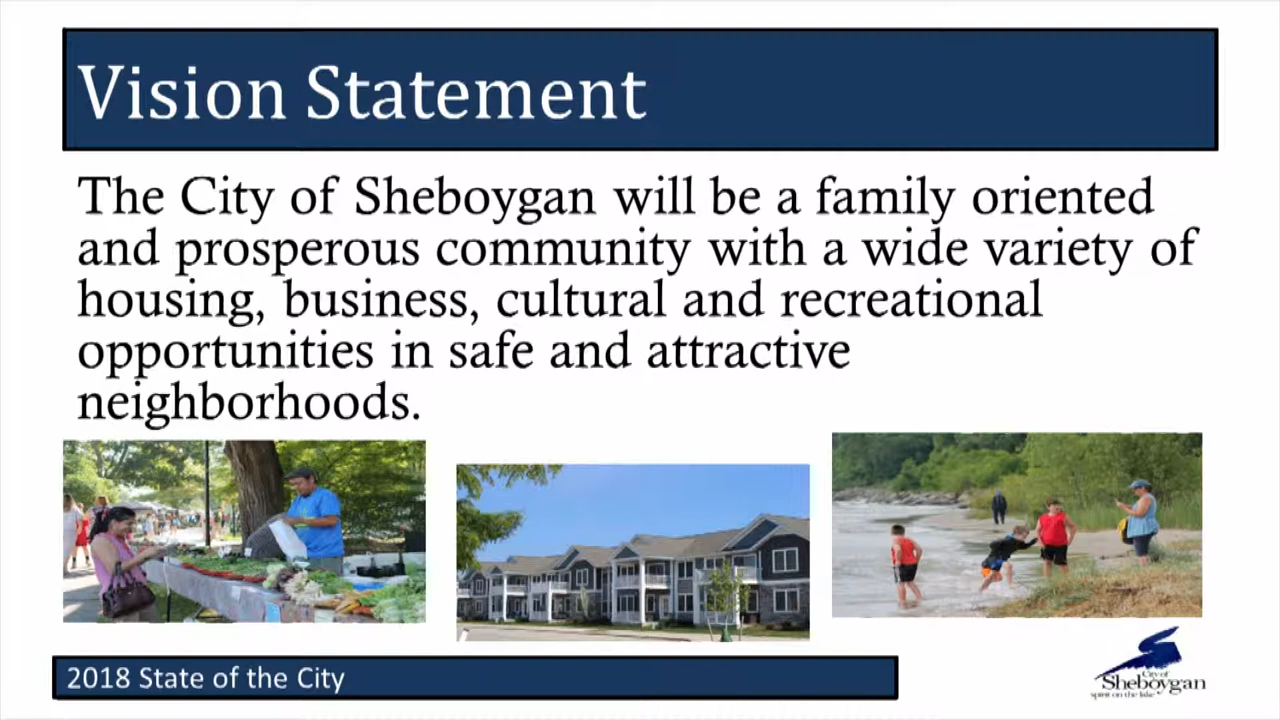 Vision Statement
The City of Sheboygan will be a family oriented
and prosperous community with a wide variety of
housing, business, cultural and recreational
opportunities in safe and attractive
neighborhoods.
2018 State of the City
City of
Sheboygan
spirit on the lake